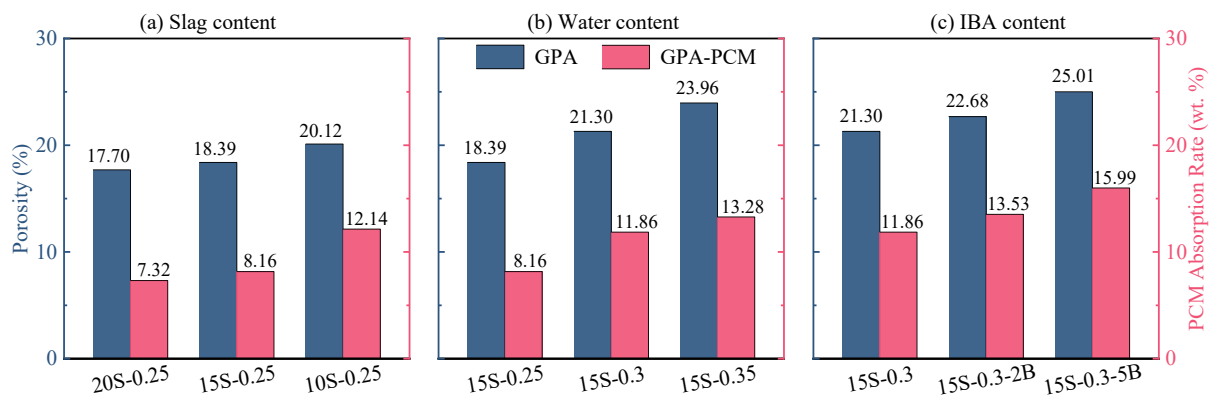 (a) Slag content
(b) Water content
(c) IBA content
GPA
GPA-PCM
Porosity (%)
30
20
10
0
17.70
7.32
18.39
8.16
20.12
12.14
20S-0.25
15S-0.25
10S-0.25
18.39
8.16
21.30
11.86
23.96
13.28
15S-0.25
15S-0.3
15S-0.35
21.30
11.86
22.68
13.53
25.01
15.99
15S-0.3
15S-0.3-2B
15S-0.3-5B
30
20
10
0
PCM Absorption Rate (wt. %)